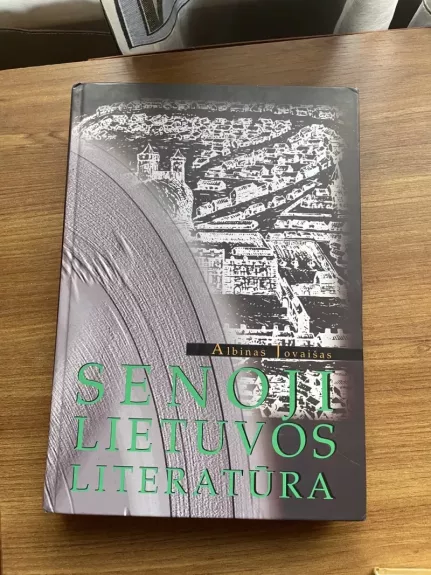 Albinas Jovaišas
SENOJI
LIETUVOS
LITERATŪRA